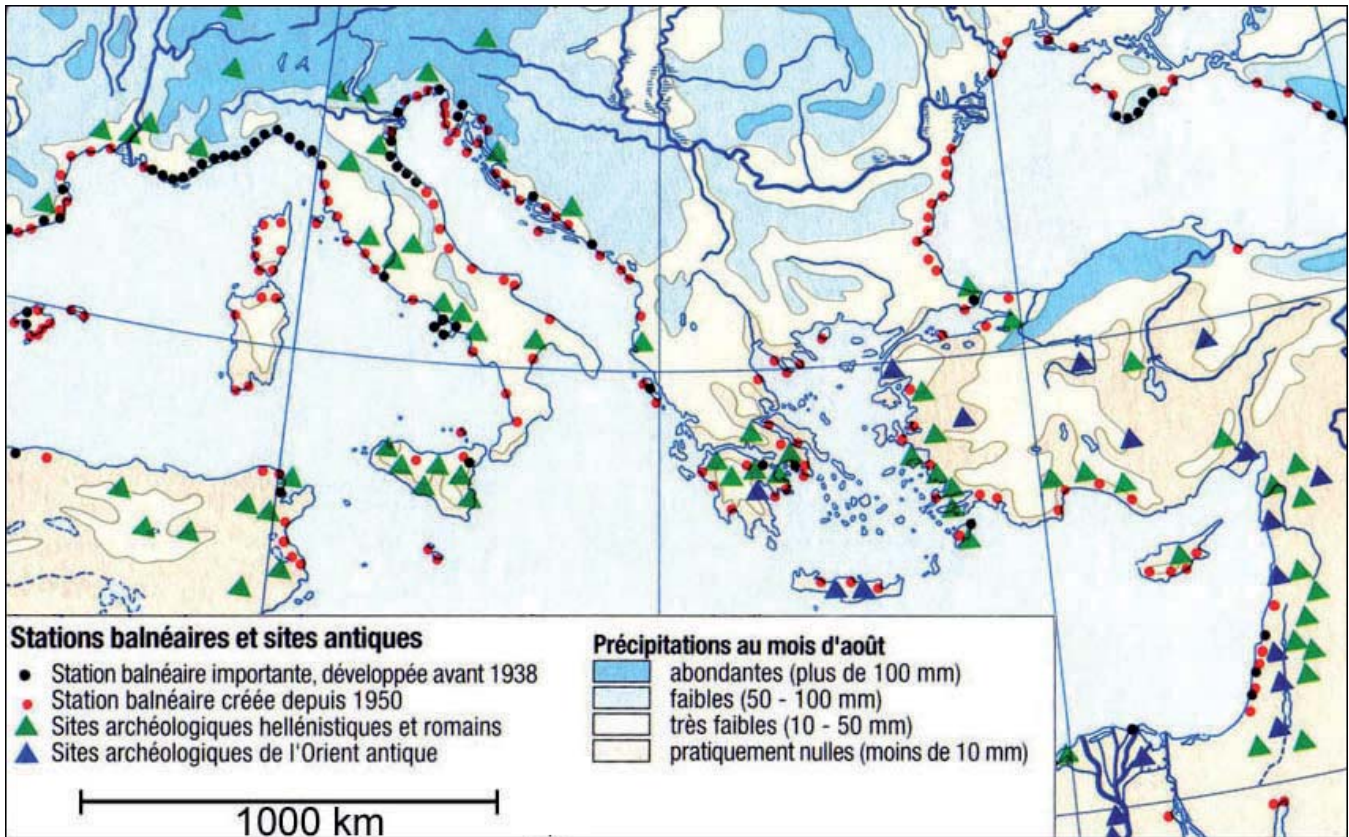 Stations balnéaires et sites antiques
Station balnéaire importante, développée avant 1938
Station balnéaire créée depuis 1950
Sites archéologiques hellénistiques et romains
Sites archéologiques de l'Orient antique
1000 km
Précipitations au mois d'août
abondantes (plus de 100 mm)
faibles (50 - 100 mm)
très faibles (10 - 50 mm)
pratiquement nulles (moins de 10 mm)